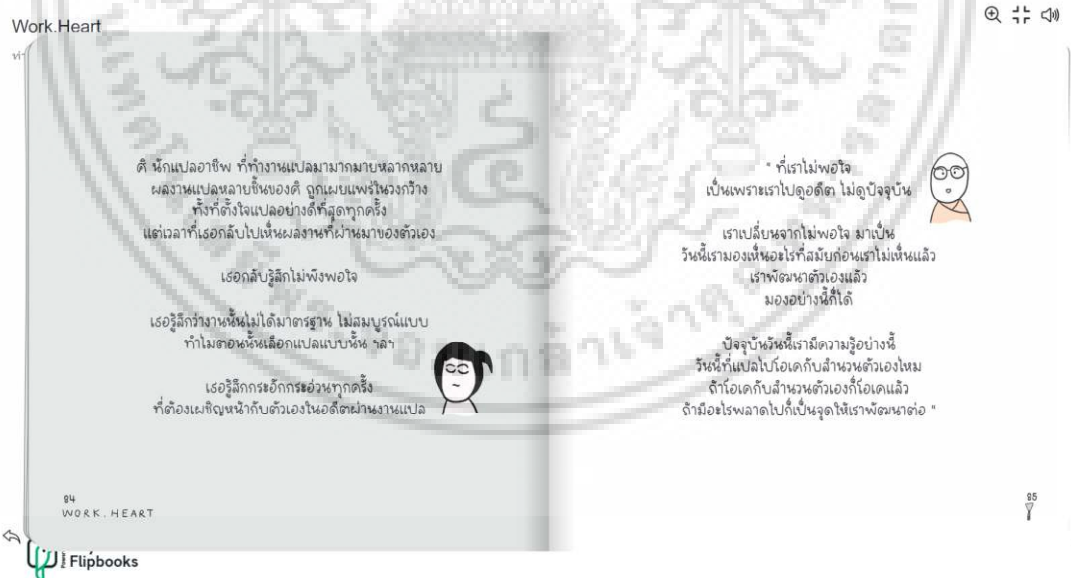 Work.Heart
ท่า
คิ นักแปลอาชีพ ที่ทำงานแปลมามากมายหลากหลาย
ผลงานแปลหลายชิ้นของคิ ถูกเผยแพร่ในวงกว้าง
ทั้งที่ตั้งใจแปลอย่างดีที่สุดทุกครั้ง
แต่เวลาที่เธอกลับไปเห็นผลงานที่ผ่านมาของตัวเอง
เธอกลับรู้สึกไม่พึงพอใจ
เธอรู้สึกว่างานนั้นไม่ได้มาตรฐาน ไม่สมบูรณ์แบบ
ทำไมตอนนั้นเลือกแปลแบบนั้น ฯลฯ
เธอรู้สึกกระอักกระอ่วนทุกครั้ง
ที่ต้องเผชิญหน้ากับตัวเองในอดีตผ่านงานแปล
84
WORK.HEART
" ที่เราไม่พอใจ
เป็นเพราะเราไปดูอดีต ไม่ดูปัจจุบัน
เราเปลี่ยนจากไม่พอใจ มาเป็น
วันนี้เรามองเห็นอะไรที่สมัยก่อนเราไม่เห็นแล้ว
เราพัฒนาตัวเองแล้ว
มองอย่างนี้ก็ได้
ปัจจุบันวันนี้เรามีความรู้อย่างนี้
วันนี้ที่แปลไปโอเคกับสำนวนตัวเองไหม
ถ้าโอเคกับสำนวนตัวเองก็โอเคแล้ว
ถ้ามีอะไรพลาดไปก็เป็นจุดให้เราพัฒนาต่อ "
85
Flipbooks